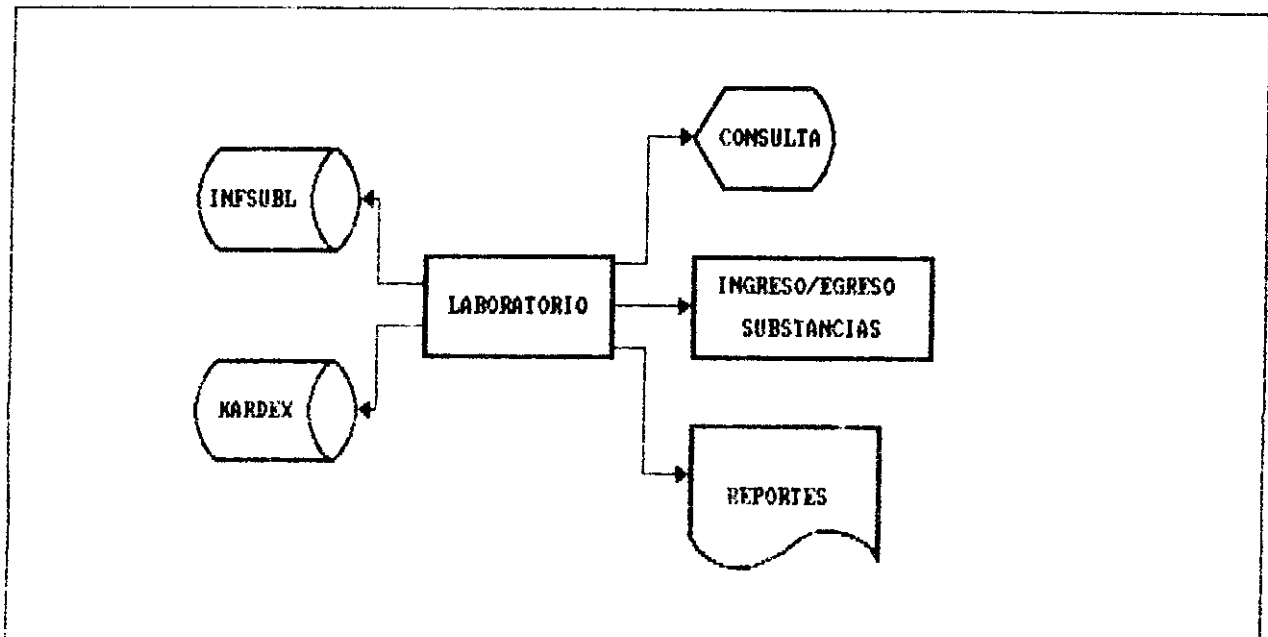 CONSULTA
INFSUBL
LABORATORIO
INGRESO/EGRESO
SUBSTANCIAS
KARDEX
REPORTES